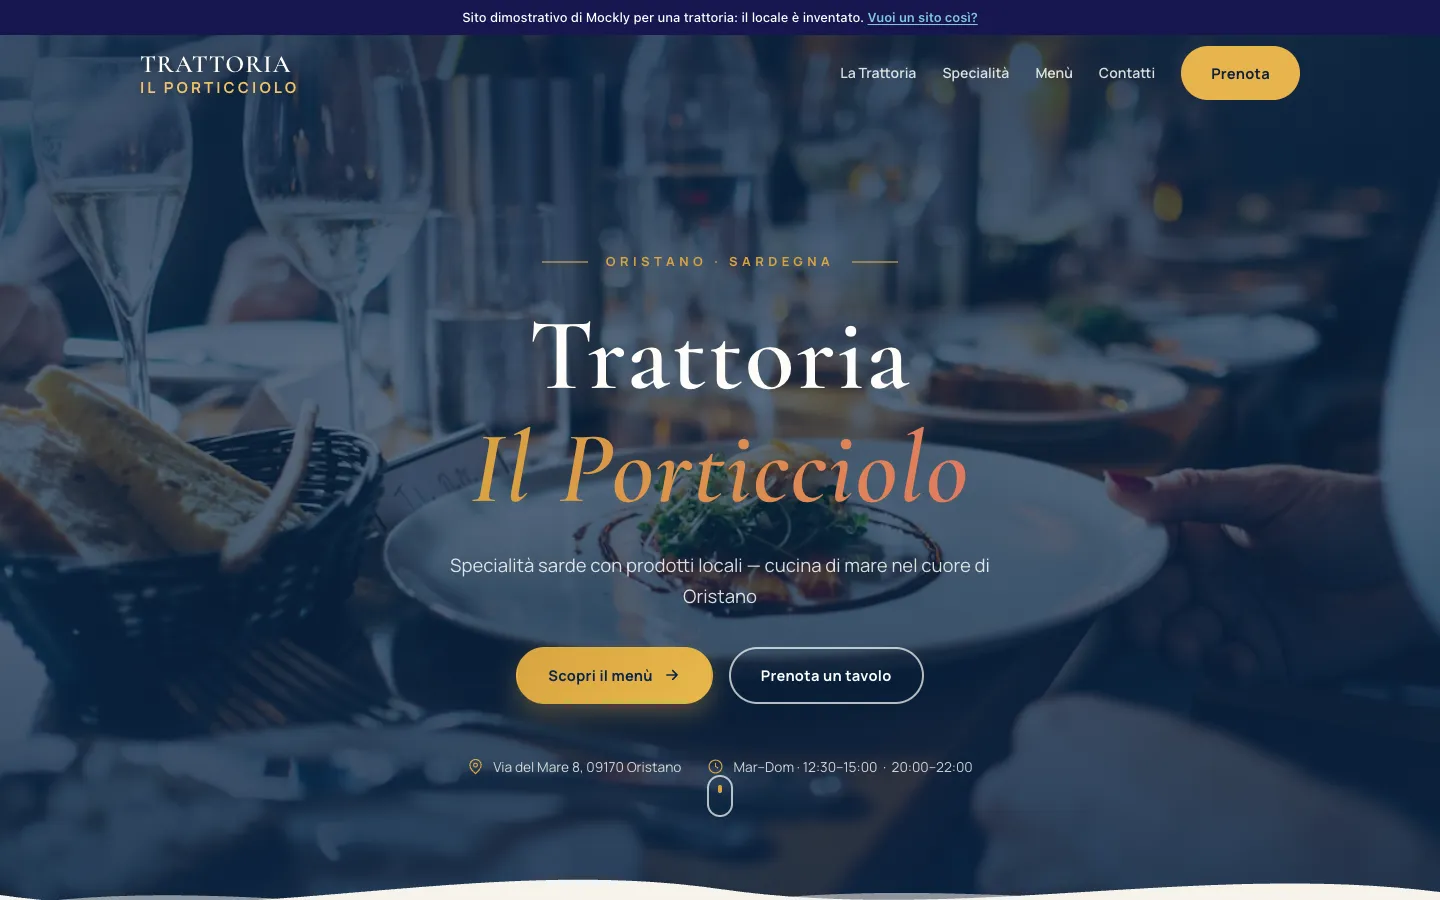 Sito dimostrativo di Mockly per una trattoria: il locale è inventato. Vuoi un sito così?
TRATTORIA
IL PORTICCIOLO
La Trattoria
Specialità
Menù
Contatti
Prenota
ORISTANO · SARDEGNA
Trattoria
Il Porticciolo
Specialità sarde con prodotti locali — cucina di mare nel cuore di
Oristano
Scopri il menù →
Prenota un tavolo
Via del Mare 8, 09170 Oristano
Mar–Dom · 12:30–15:00 · 20:00–22:00